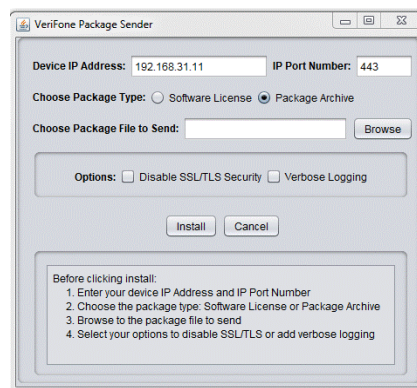 VeriFone Package Sender
Device IP Address: 192.168.31.11 IP Port Number: 443
Choose Package Type: Software License Package Archive
Choose Package File to Send: Browse
Options: Disable SSL/TLS Security Verbose Logging
Install Cancel
Before clicking install:
1. Enter your device IP Address and IP Port Number
2. Choose the package type: Software License or Package Archive
3. Browse to the package file to send
4. Select your options to disable SSL/TLS or add verbose logging